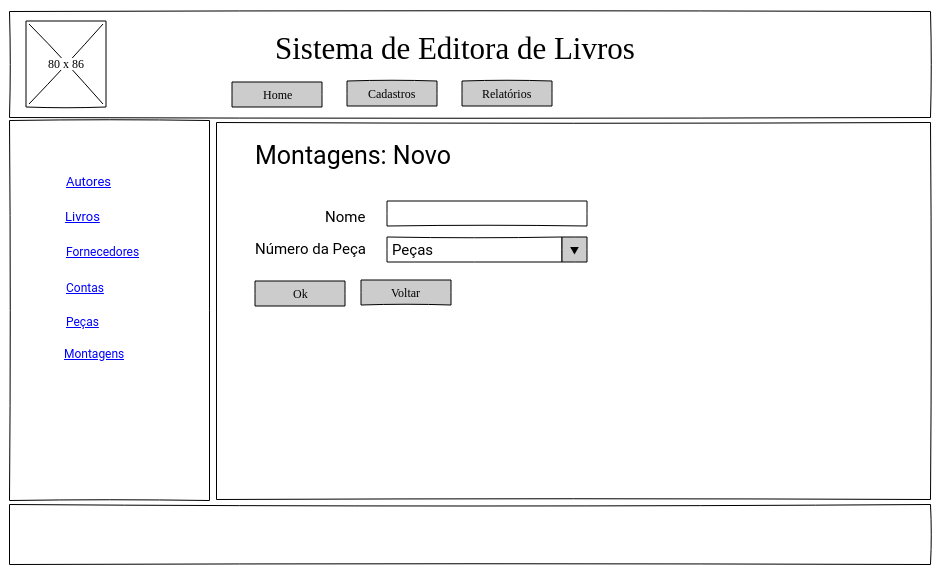 Sistema de Editora de Livros
80 x 86
Home
Cadastros
Relatórios
Autores
Livros
Fornecedores
Contas
Peças
Montagens
Montagens: Novo
Nome
Número da Peça
Peças
Ok
Voltar